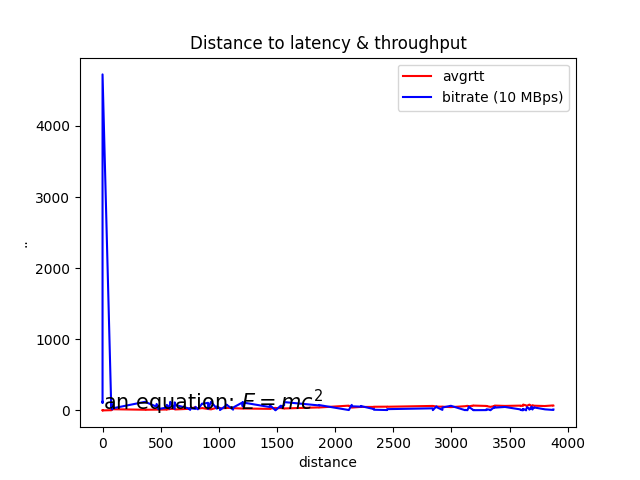 Distance to latency & throughput
avgrtt
bitrate (10 MBps)
4000
3000
2000
1000
0
..
an equation: E = mc²
0 500 1000 1500 2000 2500 3000 3500 4000
distance